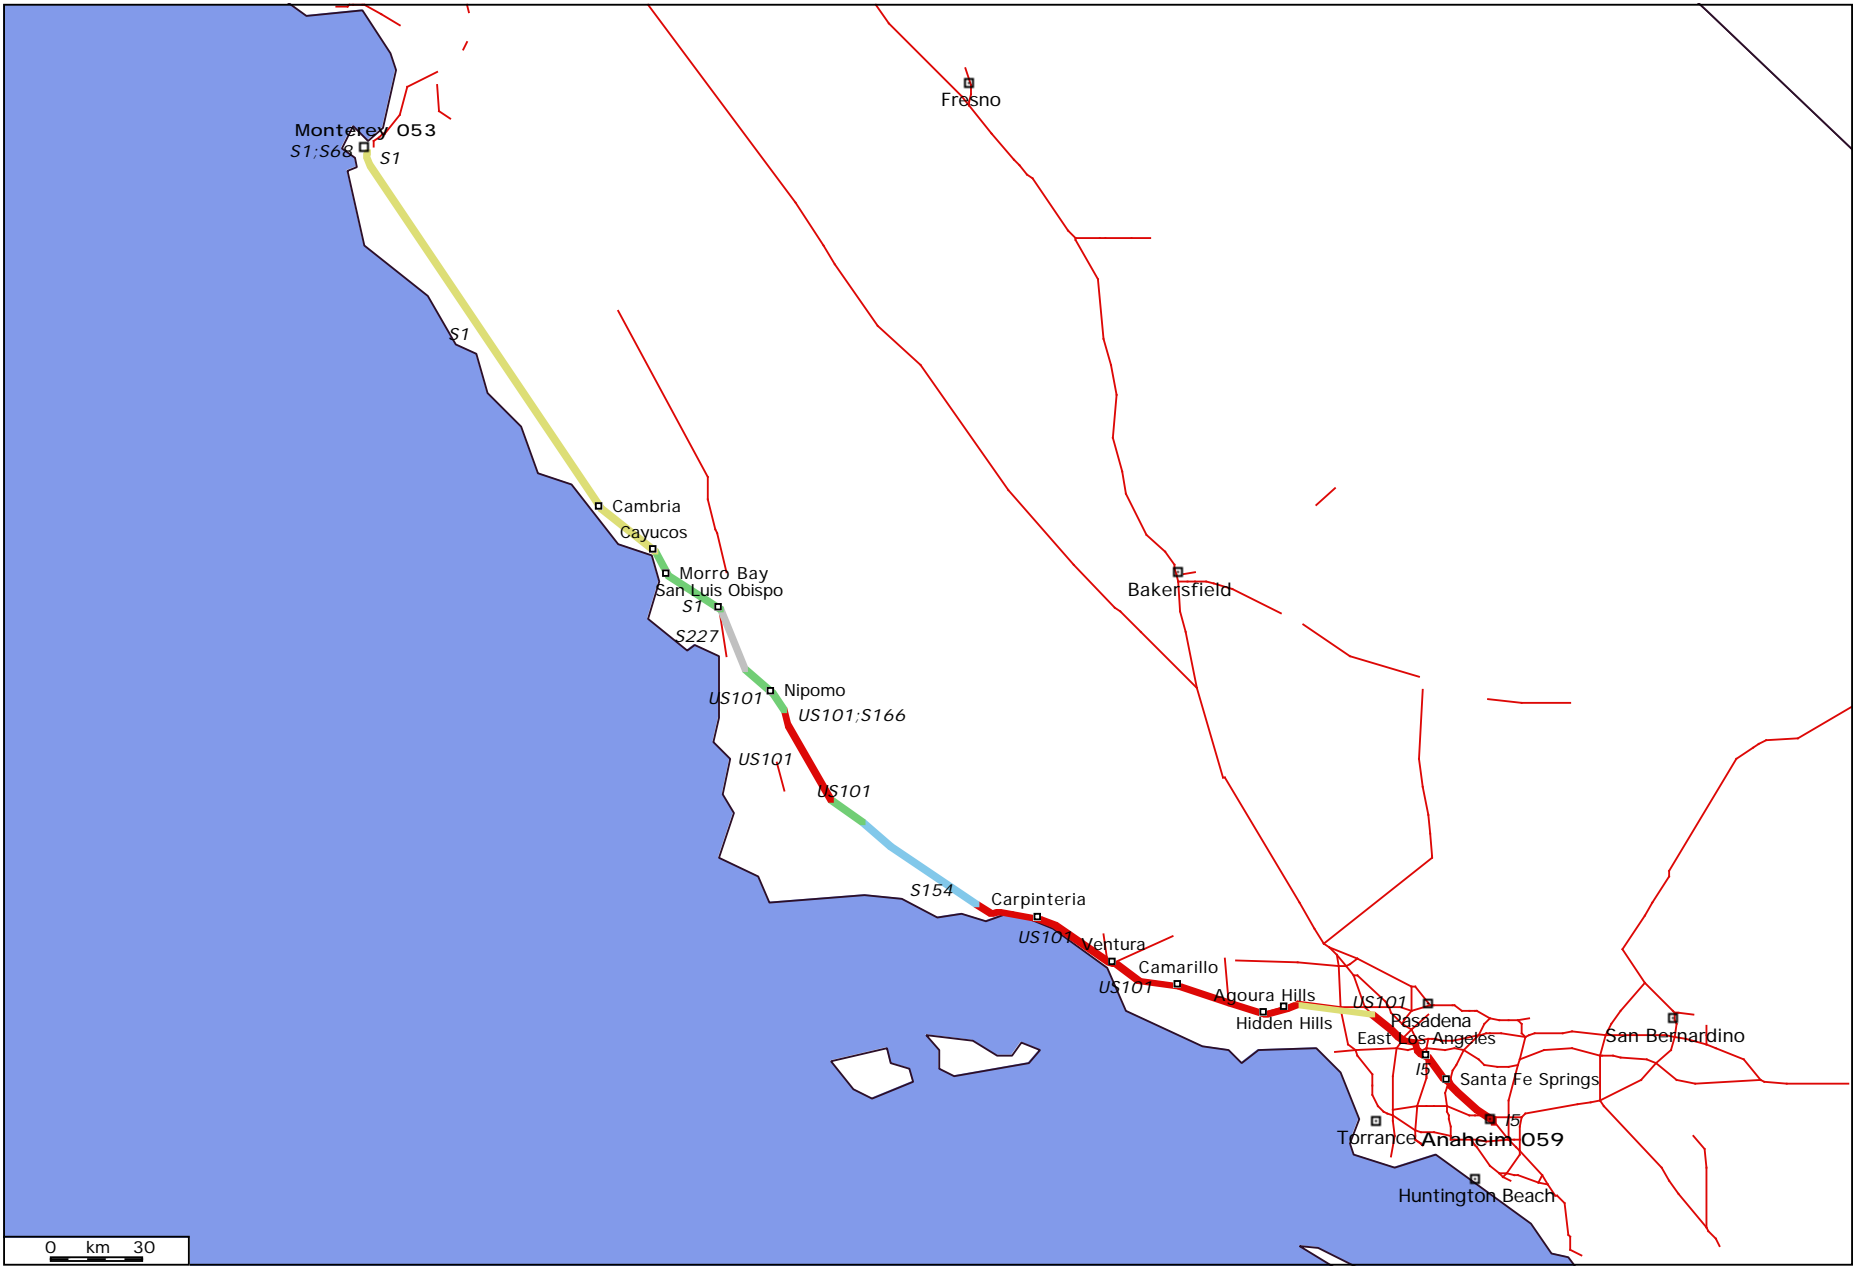 Fresno
Monterey 053
S1;S68
S1
S1
Cambria
Cayucos
Morro Bay
San Luis Obispo
S1
Bakersfield
S227
Nipomo
US101
US101;S166
US101
US101
S154
Carpinteria
US101
Ventura
Camarillo
US101
Agoura Hills
US101
Hidden Hills
Pasadena
East Los Angeles
San Bernardino
I5
Santa Fe Springs
I5
Torrance
Anaheim 059
Huntington Beach
0 km 30